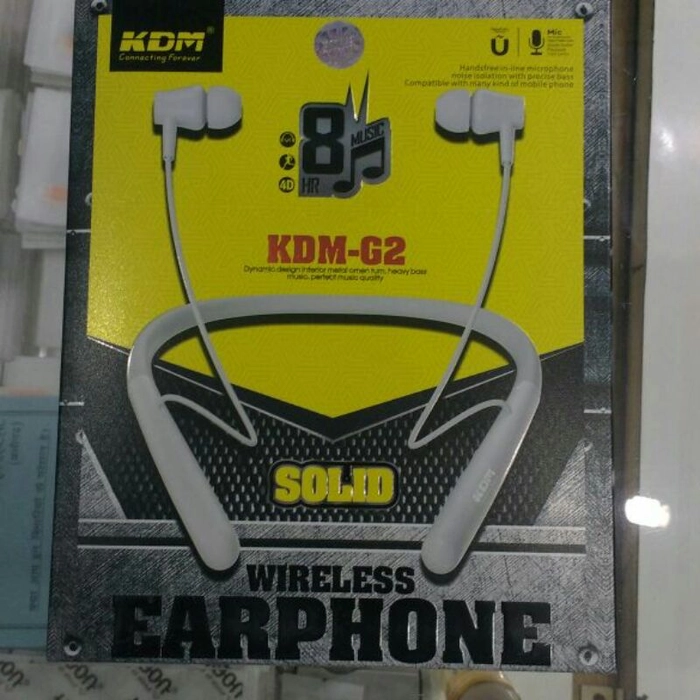 KDM®
Connecting Forever
Mic
Handsfree in-line microphone
noise isolation with precise bass
Compatible with many kind of mobile phone
8
MUSIC
4D
HR
KDM-G2
Dynamic design interior metal omen turn, heavy bass
music, perfebt music quality
SOLID
KDM
WIRELESS
EARPHONE